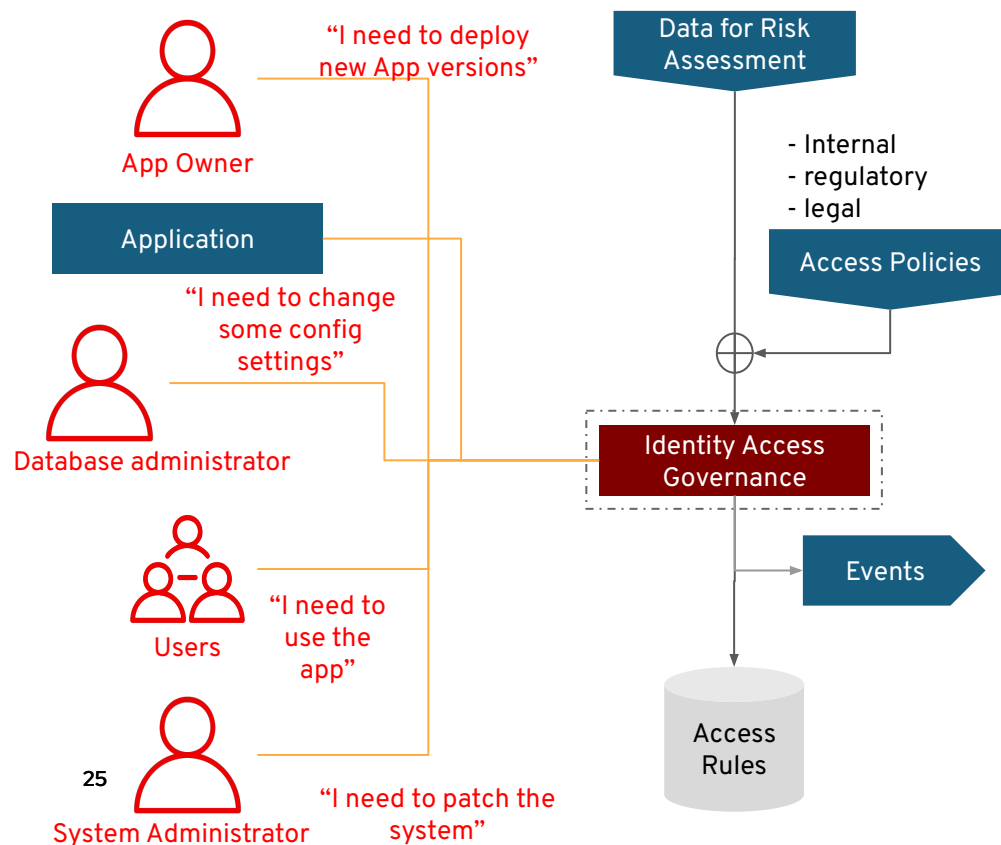 “I need to deploy
new App versions”
App Owner
Application
“I need to change
some config
settings”
Database administrator
Users
“I need to
use the
app”
25
System Administrator
“I need to patch the
system”
Data for Risk
Assessment
- Internal
- regulatory
- legal
Access Policies
Identity Access
Governance
Events
Access
Rules